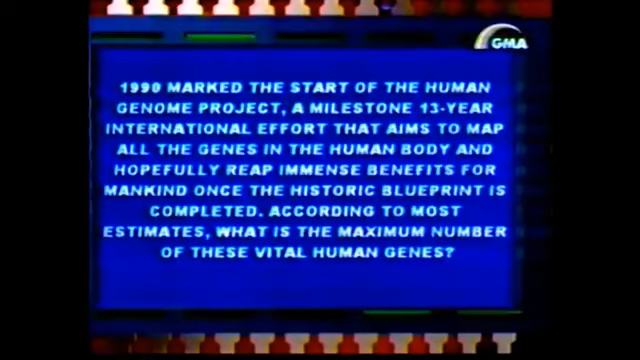 GMA
1990 MARKED THE START OF THE HUMAN
GENOME PROJECT, A MILESTONE 13-YEAR
INTERNATIONAL EFFORT THAT AIMS TO MAP
ALL THE GENES IN THE HUMAN BODY AND
HOPEFULLY REAP IMMENSE BENEFITS FOR
MANKIND ONCE THE HISTORIC BLUEPRINT IS
COMPLETED. ACCORDING TO MOST
ESTIMATES, WHAT IS THE MAXIMUM NUMBER
OF THESE VITAL HUMAN GENES?